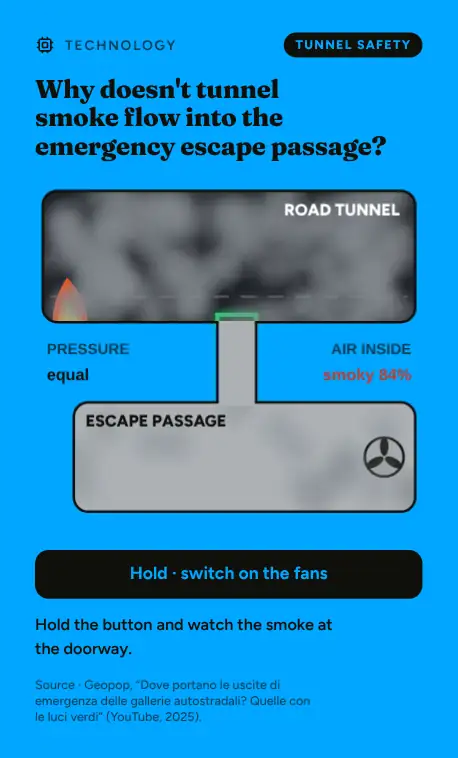 TECHNOLOGY
TUNNEL SAFETY
Why doesn't tunnel
smoke flow into the
emergency escape passage?
ROAD TUNNEL
PRESSURE
AIR INSIDE
equal
smoky 84%
ESCAPE PASSAGE
Hold · switch on the fans
Hold the button and watch the smoke at
the doorway.
Source · Geopop, "Dove portano le uscite di
emergenza delle gallerie autostradali? Quelle con
le luci verdi" (YouTube, 2025).